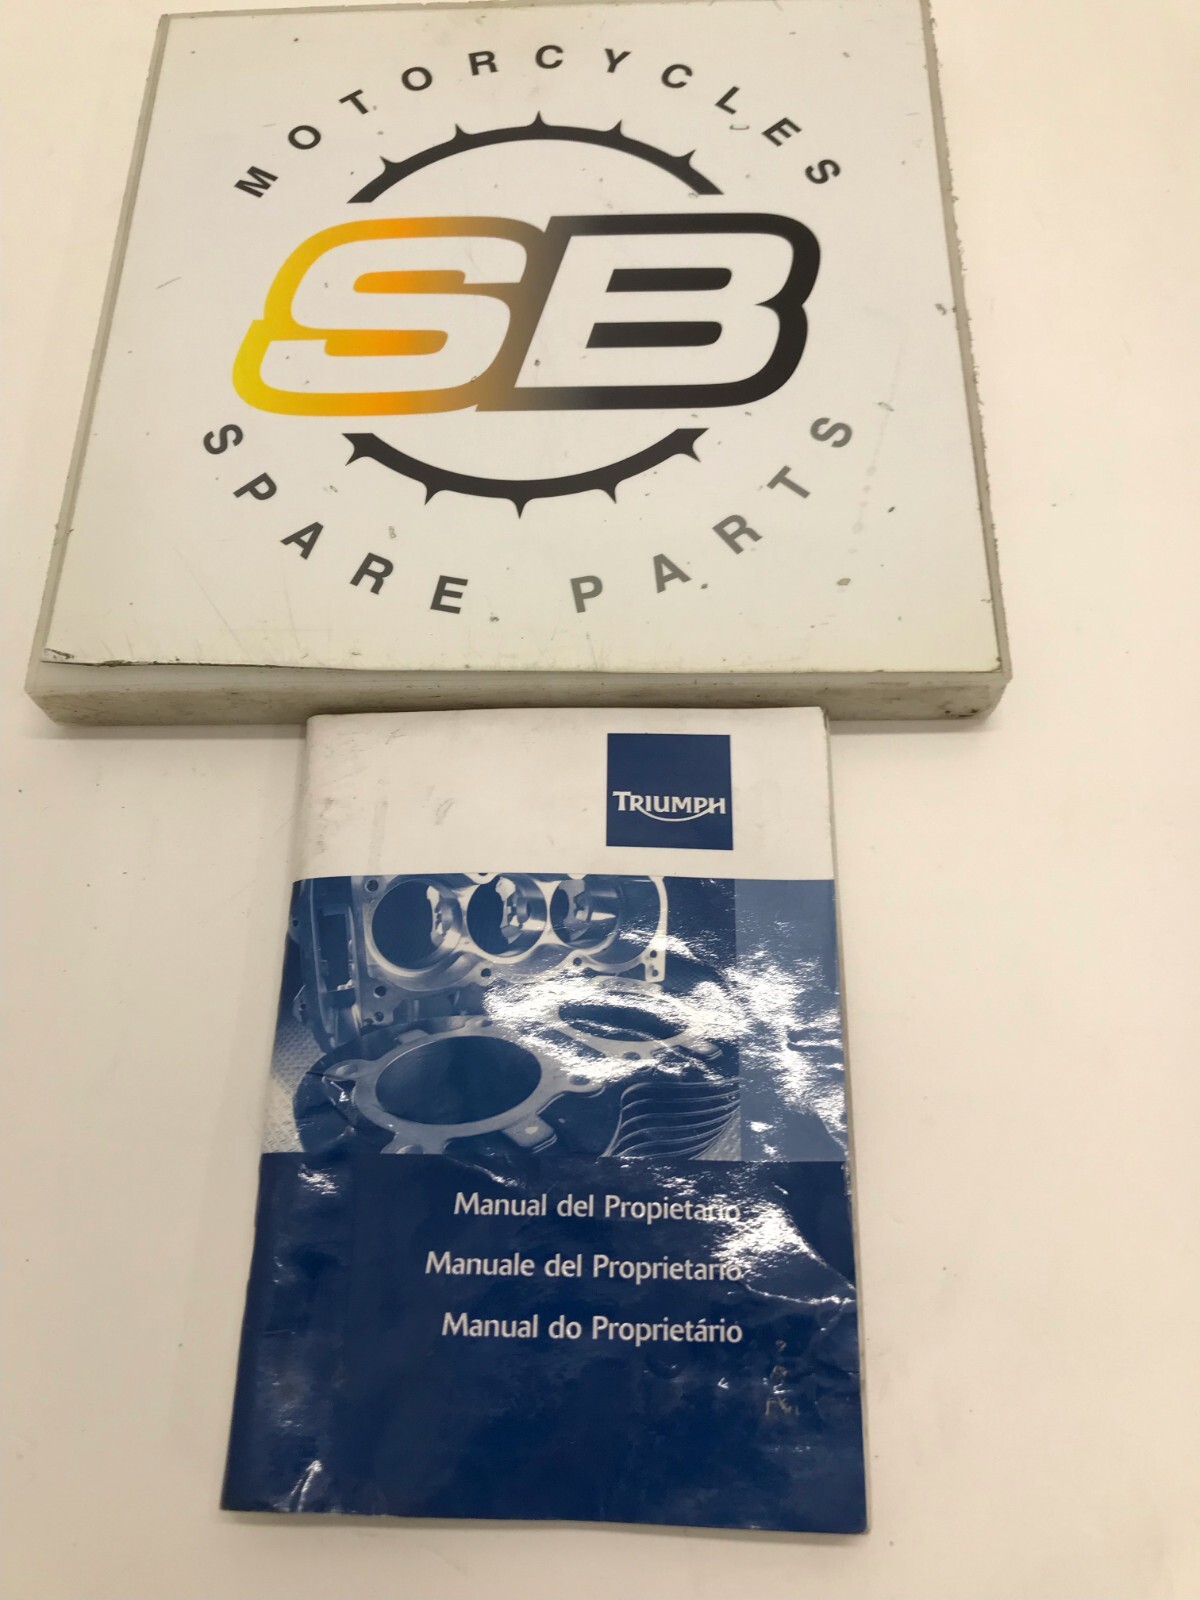 MOTORCYCLES
SB
SPARE PARTS
TRIUMPH
Manual del Propietario
Manuale del Proprietario
Manual do Proprietário